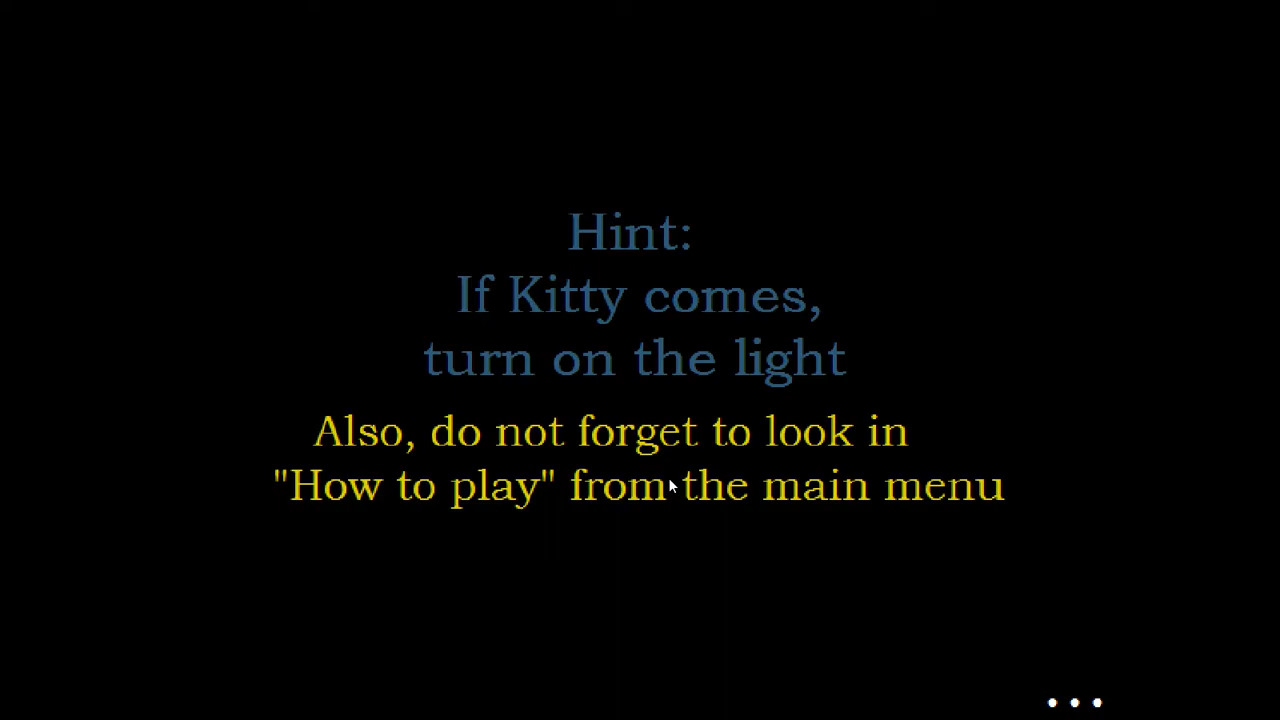 Hint:
If Kitty comes,
turn on the light
Also, do not forget to look in
"How to play" from the main menu
...